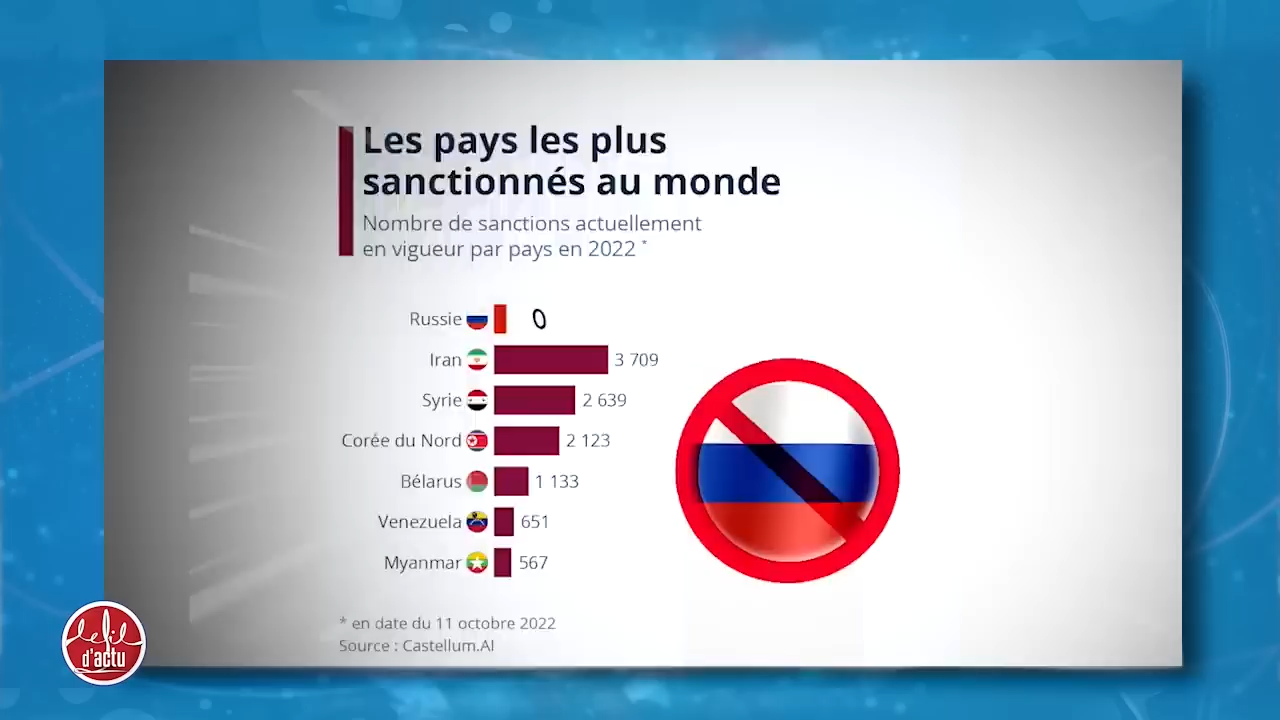 Les pays les plus
sanctionnés au monde
Nombre de sanctions actuellement
en vigueur par pays en 2022 *
Russie 0
Iran 3 709
Syrie 2 639
Corée du Nord 2 123
Bélarus 1 133
Venezuela 651
Myanmar 567
* en date du 11 octobre 2022
Source : Castellum.AI
le fil
d'actu